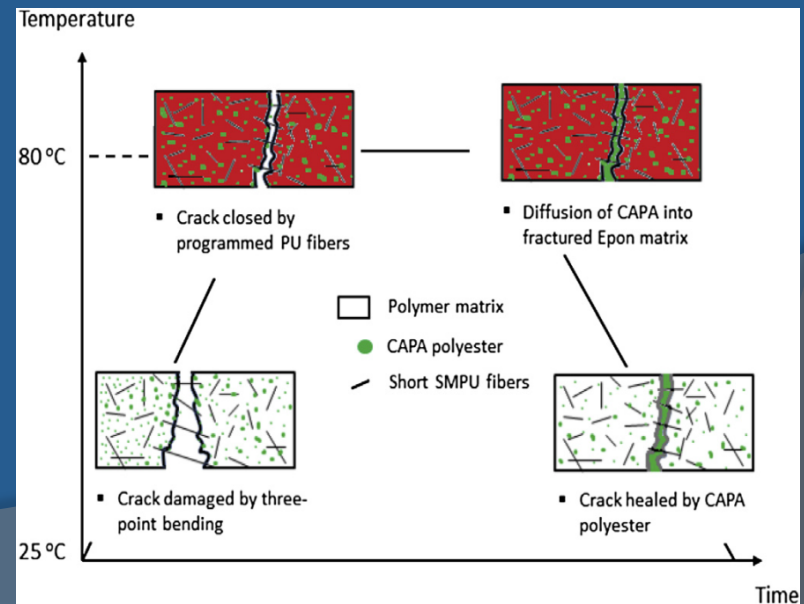 Temperature
80 ºC
▪ Crack closed by
programmed PU fibers
▪ Diffusion of CAPA into
fractured Epon matrix
Polymer matrix
CAPA polyester
Short SMPU fibers
▪ Crack damaged by three-
point bending
▪ Crack healed by CAPA
polyester
25 ºC
Time